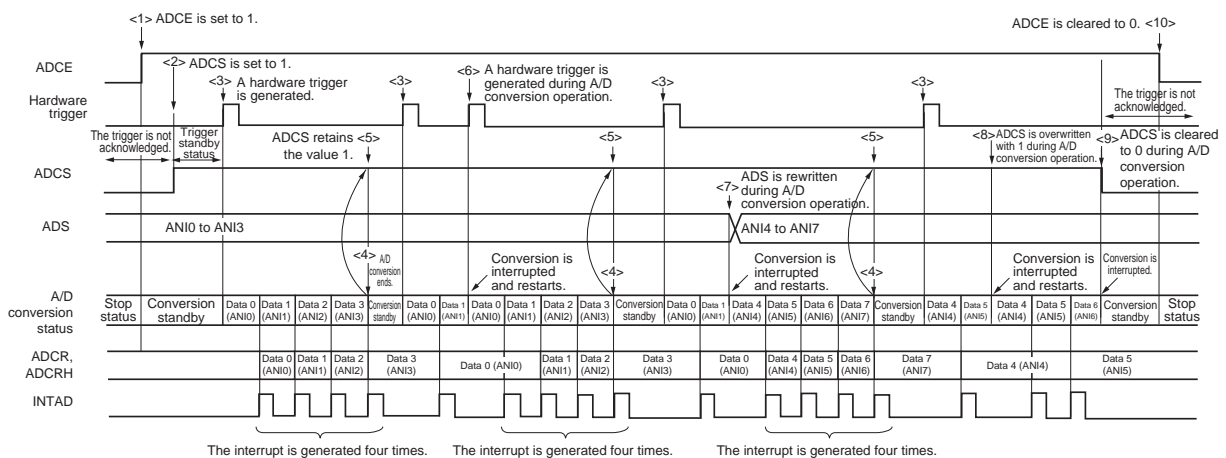 <1> ADCE is set to 1.
ADCE is cleared to 0. <10>
ADCE
<2> ADCS is set to 1.
<3> A hardware trigger
is generated.
<3>
<6> A hardware trigger is
generated during A/D
conversion operation.
<3>
<3>
The trigger is not
acknowledged.
Hardware
trigger
The trigger is not
acknowledged.
Trigger
standby
status
ADCS retains
the value 1.
<5>
<5>
<5>
<8> ADCS is overwritten
with 1 during A/D
conversion operation.
<9> ADCS is cleared
to 0 during A/D
conversion
operation.
ADCS
<7> ADS is rewritten
during A/D
conversion operation.
ADS
ANI0 to ANI3
ANI4 to ANI7
<4> A/D
conversion
ends.
Conversion is
interrupted
and restarts.
<4>
Conversion is
interrupted
and restarts.
<4>
Conversion is
interrupted
and restarts.
Conversion is
interrupted.
A/D
conversion
status
Stop
status
Conversion
standby
Data 0
(ANI0)
Data 1
(ANI1)
Data 2
(ANI2)
Data 3
(ANI3)
Conversion
standby
Data 0
(ANI0)
Data 1
(ANI1)
Data 0
(ANI0)
Data 1
(ANI1)
Data 2
(ANI2)
Data 3
(ANI3)
Conversion
standby
Data 0
(ANI0)
Data 1
(ANI1)
Data 4
(ANI4)
Data 5
(ANI5)
Data 6
(ANI6)
Data 7
(ANI7)
Conversion
standby
Data 4
(ANI4)
Data 5
(ANI5)
Data 4
(ANI4)
Data 5
(ANI5)
Data 6
(ANI6)
Conversion
standby
Stop
status
ADCR,
ADCRH
Data 0
(ANI0)
Data 1
(ANI1)
Data 2
(ANI2)
Data 3
(ANI3)
Data 0 (ANI0)
Data 1
(ANI1)
Data 2
(ANI2)
Data 3
(ANI3)
Data 0
(ANI0)
Data 4
(ANI4)
Data 5
(ANI5)
Data 6
(ANI6)
Data 7
(ANI7)
Data 4 (ANI4)
Data 5
(ANI5)
INTAD
The interrupt is generated four times.
The interrupt is generated four times.
The interrupt is generated four times.